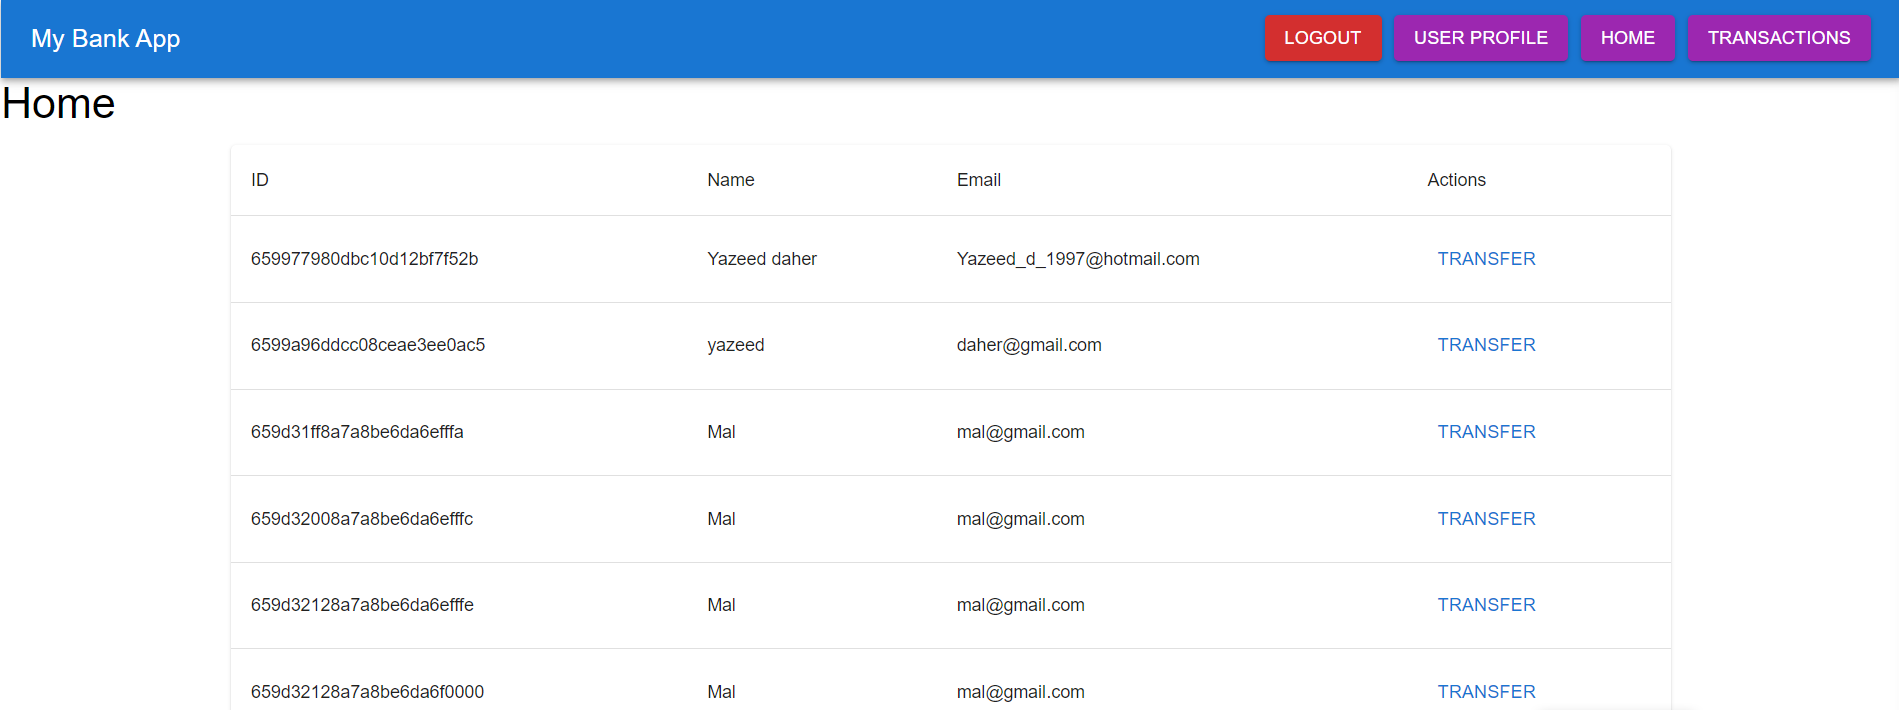 My Bank App LOGOUT USER PROFILE HOME TRANSACTIONS
Home
ID Name Email Actions
659977980dbc10d12bf7f52b Yazeed daher Yazeed_d_1997@hotmail.com TRANSFER
6599a96ddcc08ceae3ee0ac5 yazeed daher@gmail.com TRANSFER
659d31ff8a7a8be6da6efffa Mal mal@gmail.com TRANSFER
659d32008a7a8be6da6efffc Mal mal@gmail.com TRANSFER
659d32128a7a8be6da6efffe Mal mal@gmail.com TRANSFER
659d32128a7a8be6da6f0000 Mal mal@gmail.com TRANSFER